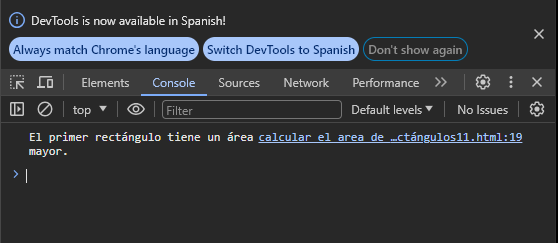 DevTools is now available in Spanish!
Always match Chrome's language Switch DevTools to Spanish Don't show again
Elements Console Sources Network Performance
top Filter Default levels No Issues
El primer rectángulo tiene un área calcular el area de …ctángulos11.html:19
mayor.